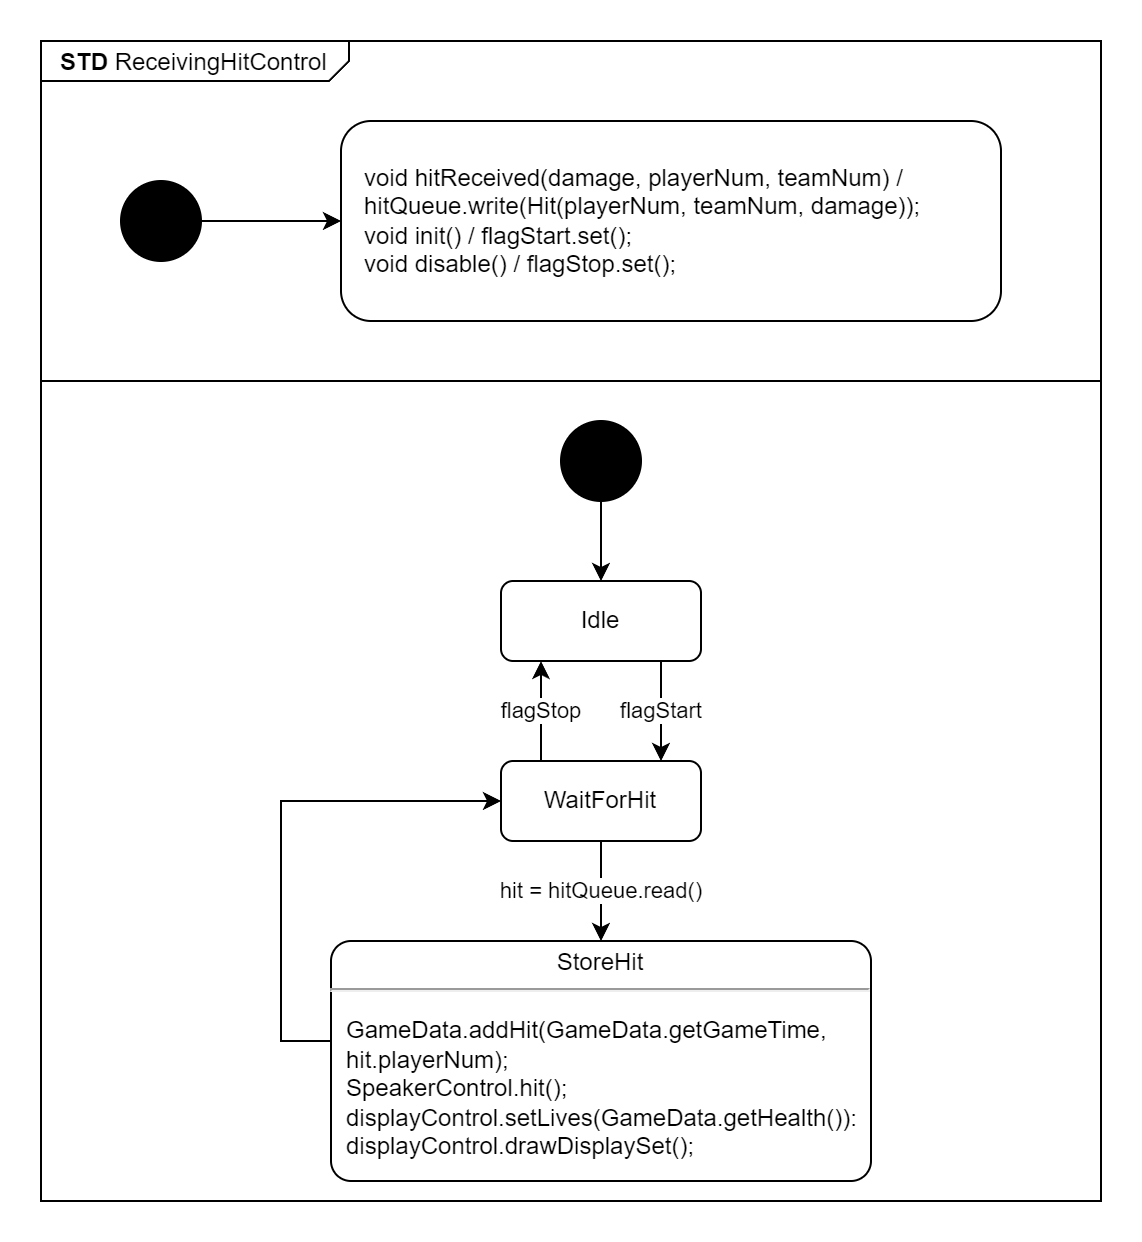 STD ReceivingHitControl
void hitReceived(damage, playerNum, teamNum) /
hitQueue.write(Hit(playerNum, teamNum, damage));
void init() / flagStart.set();
void disable() / flagStop.set();
Idle
flagStop
flagStart
WaitForHit
hit = hitQueue.read()
StoreHit
GameData.addHit(GameData.getGameTime,
hit.playerNum);
SpeakerControl.hit();
displayControl.setLives(GameData.getHealth()):
displayControl.drawDisplaySet();